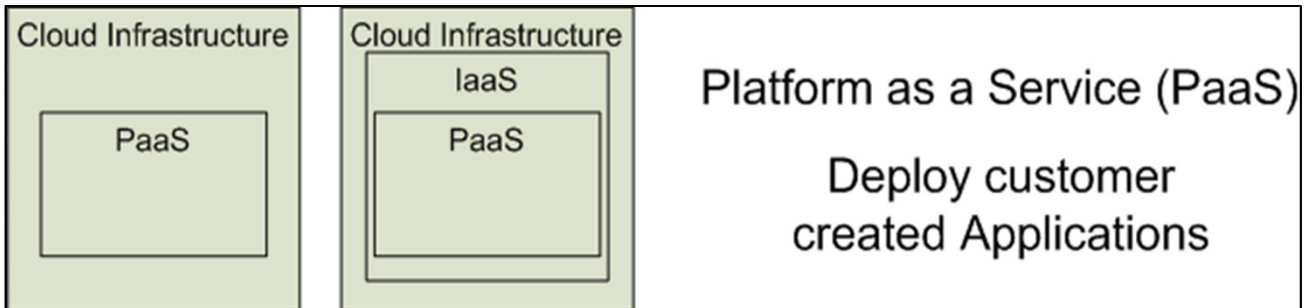 Cloud Infrastructure
PaaS
Cloud Infrastructure
IaaS
PaaS
Platform as a Service (PaaS)
Deploy customer
created Applications